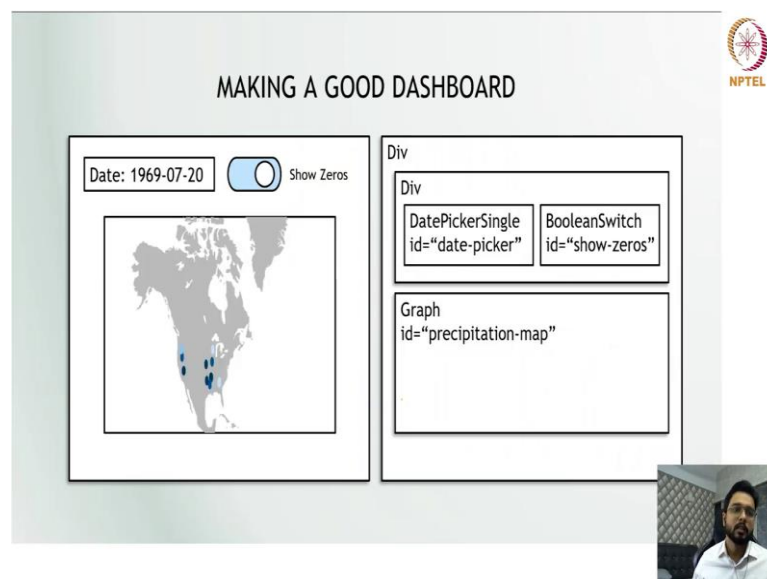 MAKING A GOOD DASHBOARD
NPTEL
Date: 1969-07-20
Show Zeros
Div
Div
DatePickerSingle
id=“date-picker”
BooleanSwitch
id=“show-zeros”
Graph
id=“precipitation-map”